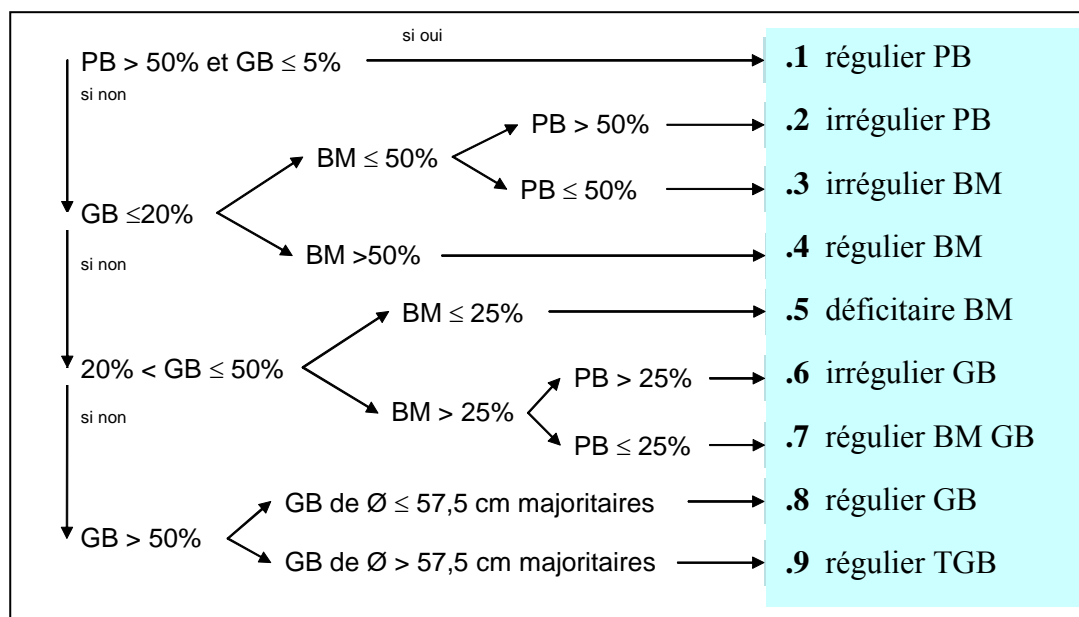 si oui
PB > 50% et GB ≤ 5%
.1 régulier PB
si non
PB > 50%
.2 irrégulier PB
BM ≤ 50%
PB ≤ 50%
.3 irrégulier BM
GB ≤20%
BM >50%
.4 régulier BM
si non
BM ≤ 25%
.5 déficitaire BM
20% < GB ≤ 50%
PB > 25%
.6 irrégulier GB
si non
BM > 25%
PB ≤ 25%
.7 régulier BM GB
GB de Ø ≤ 57,5 cm majoritaires
.8 régulier GB
GB > 50%
GB de Ø > 57,5 cm majoritaires
.9 régulier TGB